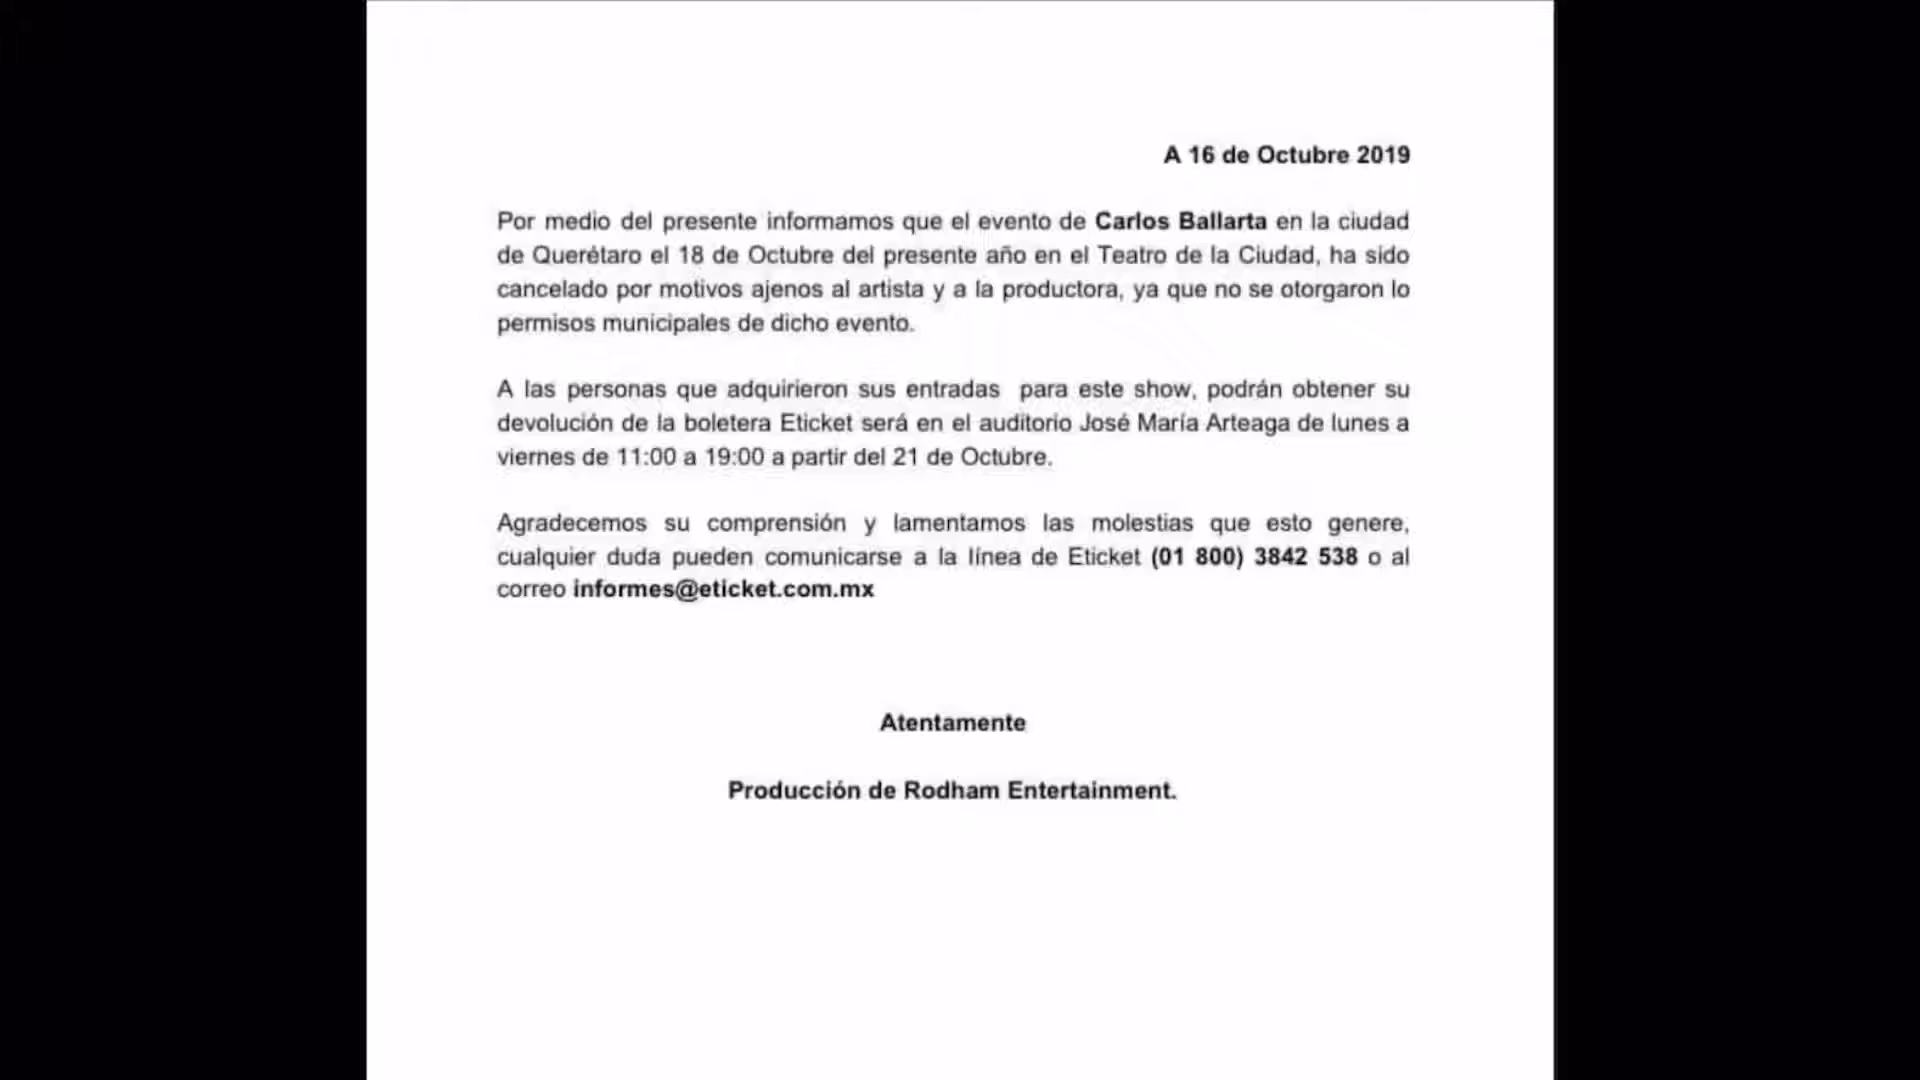 A 16 de Octubre 2019
Por medio del presente informamos que el evento de Carlos Ballarta en la ciudad
de Querétaro el 18 de Octubre del presente año en el Teatro de la Ciudad, ha sido
cancelado por motivos ajenos al artista y a la productora, ya que no se otorgaron lo
permisos municipales de dicho evento.
A las personas que adquirieron sus entradas para este show, podrán obtener su
devolución de la boletera Eticket será en el auditorio José María Arteaga de lunes a
viernes de 11:00 a 19:00 a partir del 21 de Octubre.
Agradecemos su comprensión y lamentamos las molestias que esto genere,
cualquier duda pueden comunicarse a la línea de Eticket (01 800) 3842 538 o al
correo informes@eticket.com.mx
Atentamente
Producción de Rodham Entertainment.